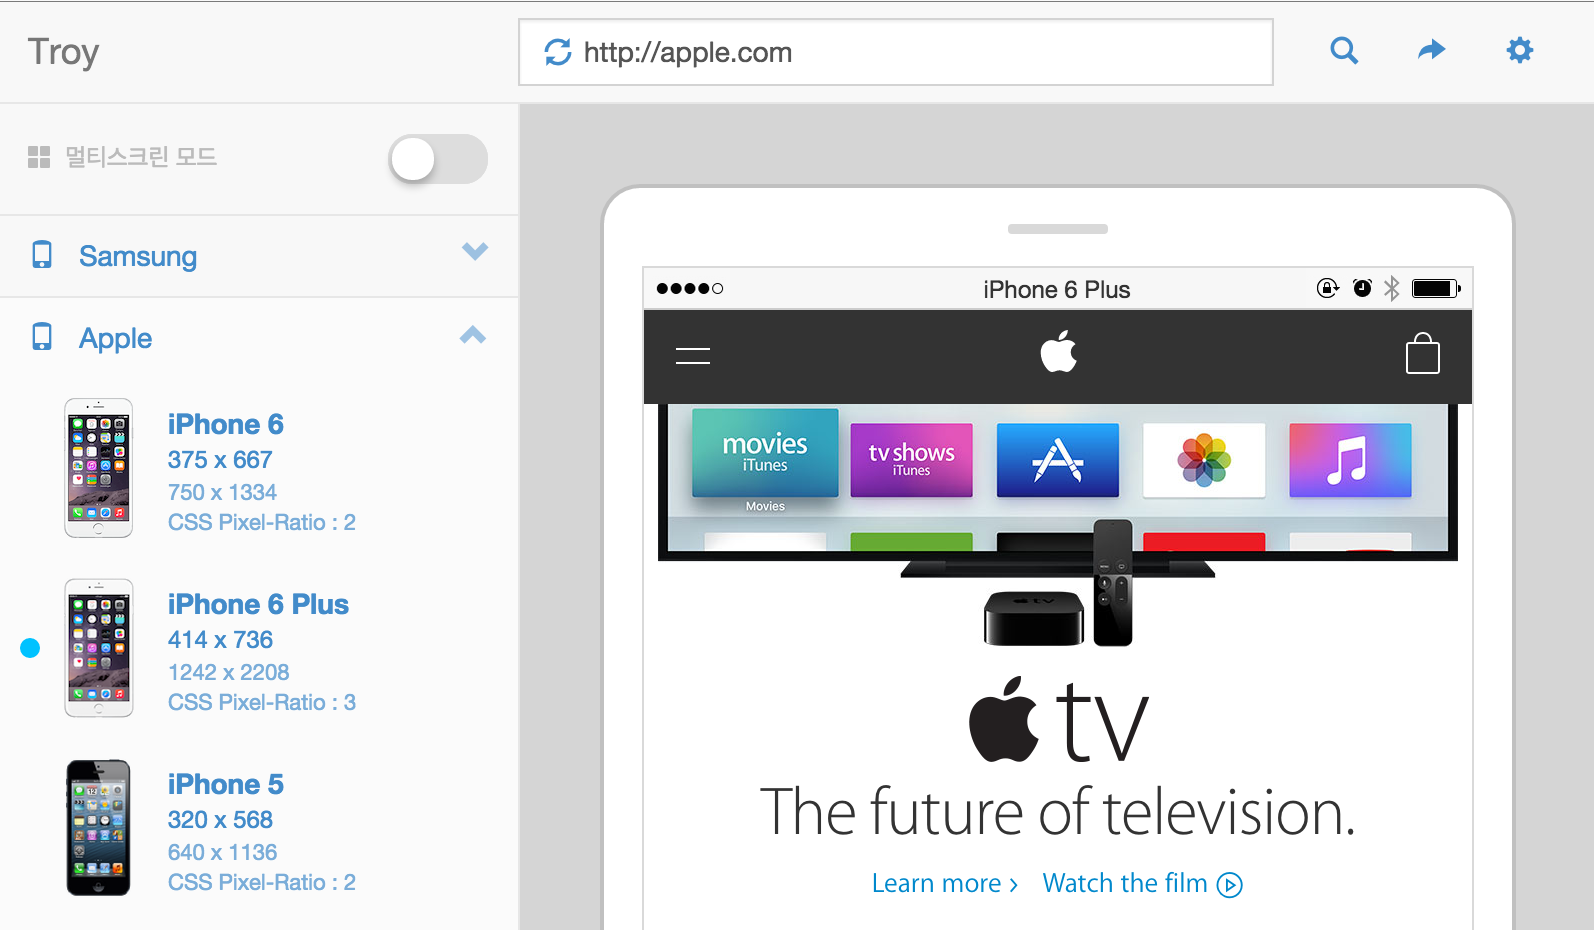 Troy
http://apple.com
멀티스크린 모드
Samsung
Apple
iPhone 6
375 x 667
750 x 1334
CSS Pixel-Ratio : 2
iPhone 6 Plus
414 x 736
1242 x 2208
CSS Pixel-Ratio : 3
iPhone 5
320 x 568
640 x 1136
CSS Pixel-Ratio : 2
iPhone 6 Plus
movies
iTunes
Movies
tv shows
iTunes
tv
tv
The future of television.
Learn more ›
Watch the film